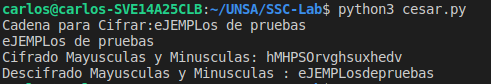 carlos@carlos-SVE14A25CLB:~/UNSA/SSC-Lab$ python3 cesar.py
Cadena para Cifrar:eJEMPLos de pruebas
eJEMPLos de pruebas
Cifrado Mayusculas y Minusculas: hMHPSOrvghsuxhedv
Descifrado Mayusculas y Minusculas : eJEMPLosdepruebas